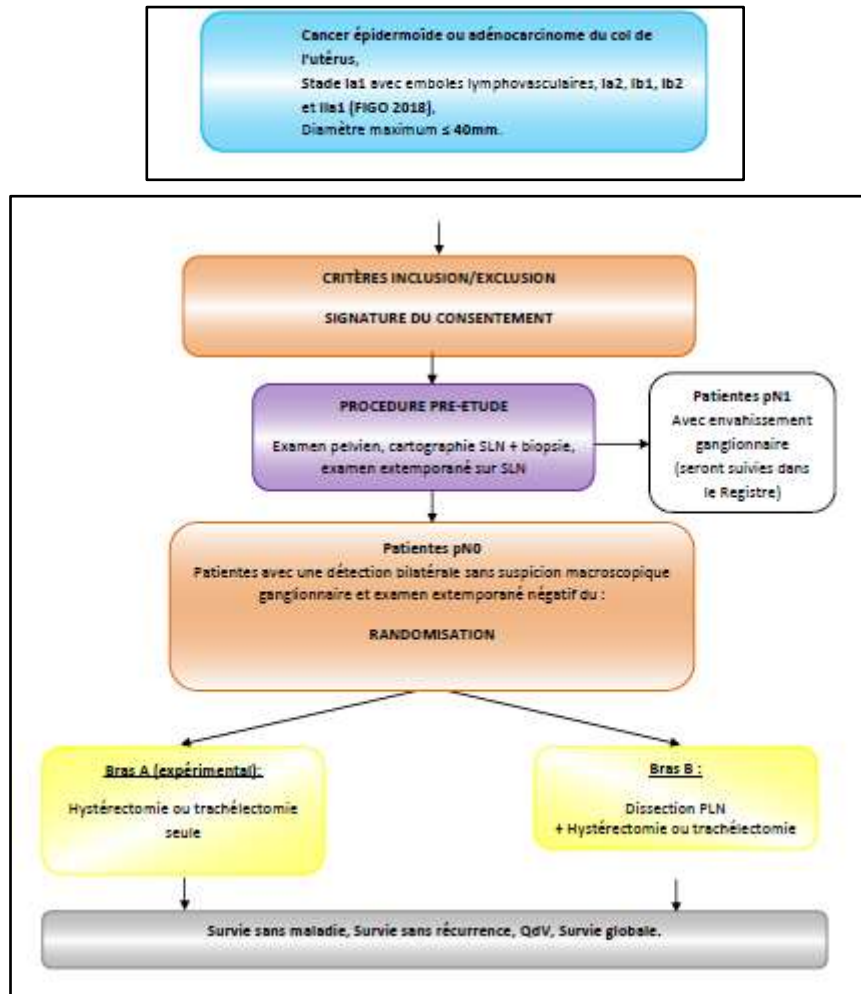 Cancer épidermoïde ou adénocarcinome du col de
l'utérus,
Stade Ia1 avec emboles lymphovasculaires, Ia2, Ib1, Ib2
et IIa1 (FIGO 2018),
Diamètre maximum ≤ 40mm.
CRITÈRES INCLUSION/EXCLUSION
SIGNATURE DU CONSENTEMENT
PROCEDURE PRE-ETUDE
Examen pelvien, cartographie SLN + biopsie,
examen extemporané sur SLN
Patientes pN1
Avec envahissement
ganglionnaire
(seront suivies dans
le Registre)
Patientes pN0
Patientes avec une détection bilatérale sans suspicion macroscopique
ganglionnaire et examen extemporané négatif du :
RANDOMISATION
Bras A (expérimental):
Hystérectomie ou trachélectomie
seule
Bras B :
Dissection PLN
+ Hystérectomie ou trachélectomie
Survie sans maladie, Survie sans récurrence, QdV, Survie globale.